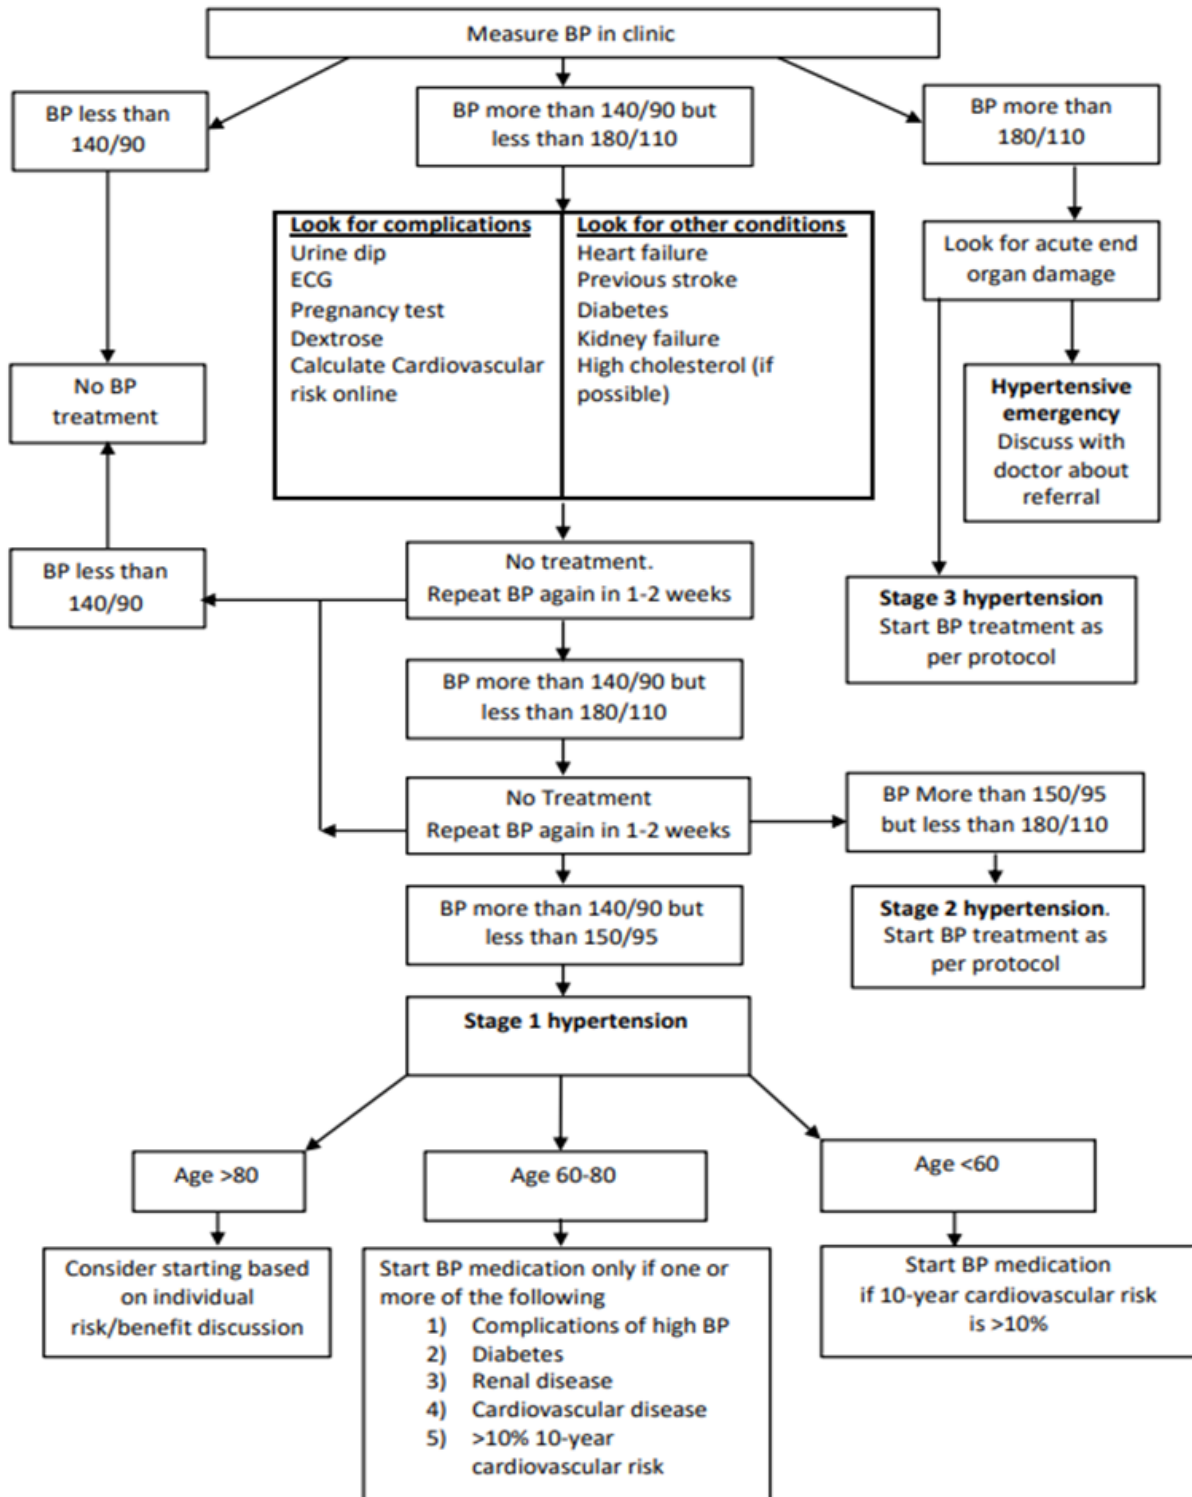 Measure BP in clinic
BP less than
140/90
BP more than 140/90 but
less than 180/110
BP more than
180/110
Look for complications
Urine dip
ECG
Pregnancy test
Dextrose
Calculate Cardiovascular
risk online
Look for other conditions
Heart failure
Previous stroke
Diabetes
Kidney failure
High cholesterol (if
possible)
Look for acute end
organ damage
No BP
treatment
Hypertensive
emergency
Discuss with
doctor about
referral
BP less than
140/90
No treatment.
Repeat BP again in 1-2 weeks
Stage 3 hypertension
Start BP treatment as
per protocol
BP more than 140/90 but
less than 180/110
No Treatment
Repeat BP again in 1-2 weeks
BP More than 150/95
but less than 180/110
BP more than 140/90 but
less than 150/95
Stage 2 hypertension.
Start BP treatment as
per protocol
Stage 1 hypertension
Age >80
Age 60-80
Age <60
Consider starting based
on individual
risk/benefit discussion
Start BP medication only if one or
more of the following
1) Complications of high BP
2) Diabetes
3) Renal disease
4) Cardiovascular disease
5) >10% 10-year
cardiovascular risk
Start BP medication
if 10-year cardiovascular risk
is >10%